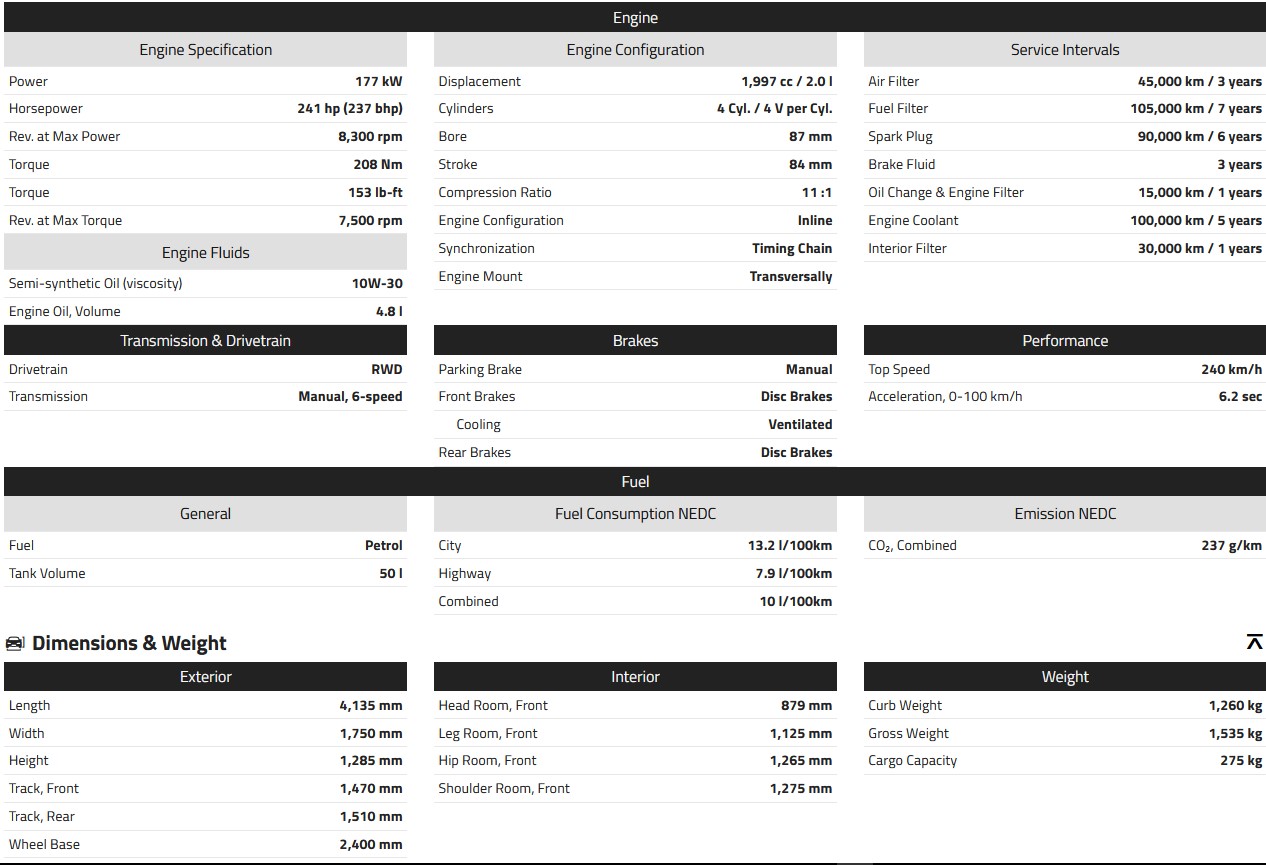 Engine
Engine Specification
Power 177 kW
Horsepower 241 hp (237 bhp)
Rev. at Max Power 8,300 rpm
Torque 208 Nm
Torque 153 lb-ft
Rev. at Max Torque 7,500 rpm
Engine Fluids
Semi-synthetic Oil (viscosity) 10W-30
Engine Oil, Volume 4.8 l
Engine Configuration
Displacement 1,997 cc / 2.0 l
Cylinders 4 Cyl. / 4 V per Cyl.
Bore 87 mm
Stroke 84 mm
Compression Ratio 11 :1
Engine Configuration Inline
Synchronization Timing Chain
Engine Mount Transversally
Service Intervals
Air Filter 45,000 km / 3 years
Fuel Filter 105,000 km / 7 years
Spark Plug 90,000 km / 6 years
Brake Fluid 3 years
Oil Change & Engine Filter 15,000 km / 1 years
Engine Coolant 100,000 km / 5 years
Interior Filter 30,000 km / 1 years
Transmission & Drivetrain
Drivetrain RWD
Transmission Manual, 6-speed
Brakes
Parking Brake Manual
Front Brakes Disc Brakes
Cooling Ventilated
Rear Brakes Disc Brakes
Performance
Top Speed 240 km/h
Acceleration, 0-100 km/h 6.2 sec
Fuel
General
Fuel Petrol
Tank Volume 50 l
Fuel Consumption NEDC
City 13.2 l/100km
Highway 7.9 l/100km
Combined 10 l/100km
Emission NEDC
CO₂, Combined 237 g/km
Dimensions & Weight
Exterior
Length 4,135 mm
Width 1,750 mm
Height 1,285 mm
Track, Front 1,470 mm
Track, Rear 1,510 mm
Wheel Base 2,400 mm
Interior
Head Room, Front 879 mm
Leg Room, Front 1,125 mm
Hip Room, Front 1,265 mm
Shoulder Room, Front 1,275 mm
Weight
Curb Weight 1,260 kg
Gross Weight 1,535 kg
Cargo Capacity 275 kg